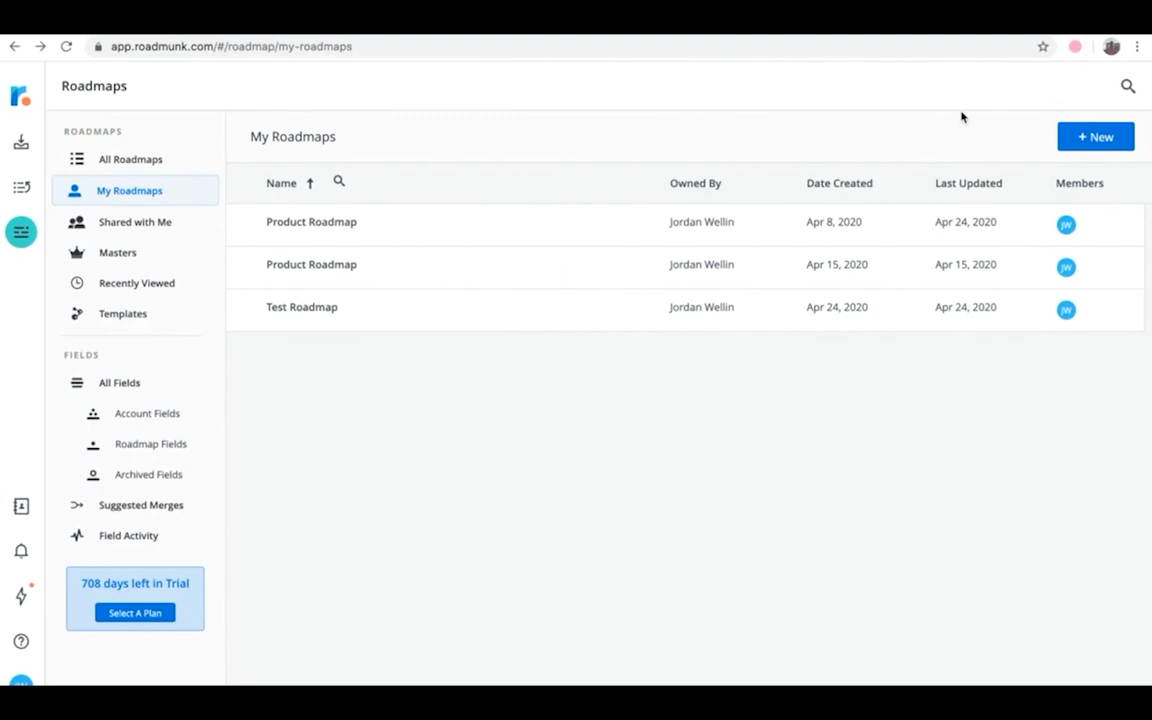 app.roadmunk.com/#/roadmap/my-roadmaps
Roadmaps
ROADMAPS
All Roadmaps
My Roadmaps
Shared with Me
Masters
Recently Viewed
Templates
FIELDS
All Fields
Account Fields
Roadmap Fields
Archived Fields
Suggested Merges
Field Activity
708 days left in Trial
Select A Plan
My Roadmaps
+ New
Name Owned By Date Created Last Updated Members
Product Roadmap Jordan Wellin Apr 8, 2020 Apr 24, 2020 JW
Product Roadmap Jordan Wellin Apr 15, 2020 Apr 15, 2020 JW
Test Roadmap Jordan Wellin Apr 24, 2020 Apr 24, 2020 JW